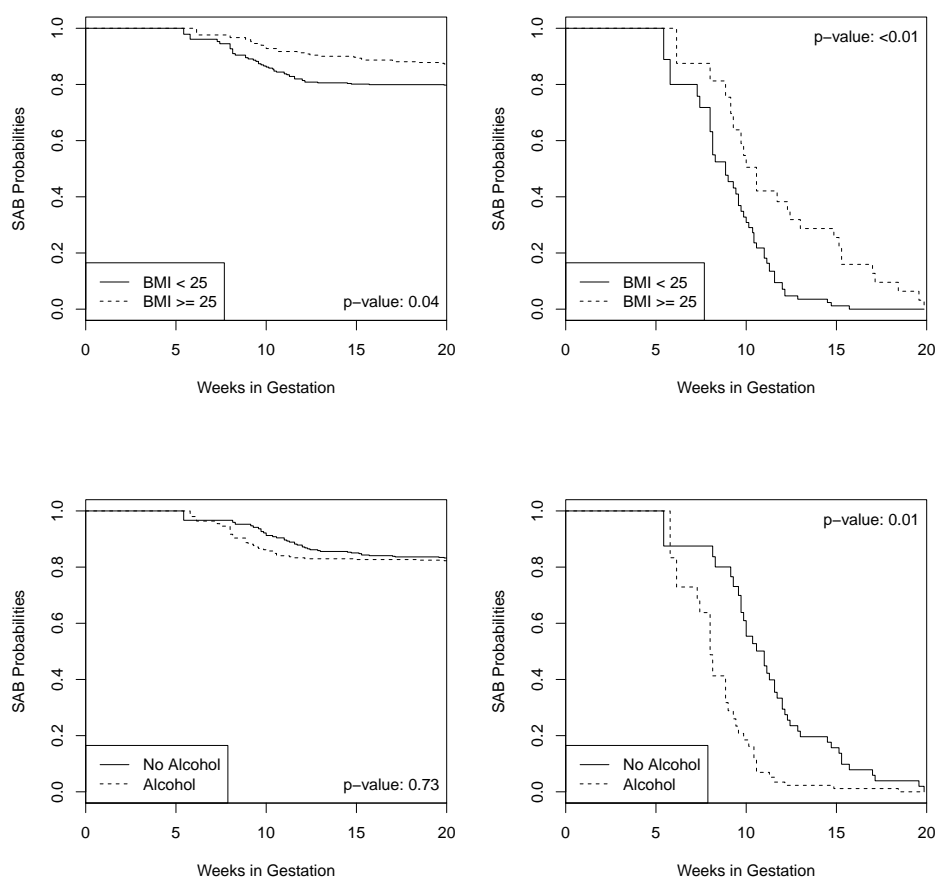 SAB Probabilities
1.0
0.8
0.6
0.4
0.2
0.0
BMI < 25
BMI >= 25
p−value: 0.04
0 5 10 15 20
Weeks in Gestation
SAB Probabilities
1.0
0.8
0.6
0.4
0.2
0.0
p−value: <0.01
BMI < 25
BMI >= 25
0 5 10 15 20
Weeks in Gestation
SAB Probabilities
1.0
0.8
0.6
0.4
0.2
0.0
No Alcohol
Alcohol
p−value: 0.73
0 5 10 15 20
Weeks in Gestation
SAB Probabilities
1.0
0.8
0.6
0.4
0.2
0.0
p−value: 0.01
No Alcohol
Alcohol
0 5 10 15 20
Weeks in Gestation